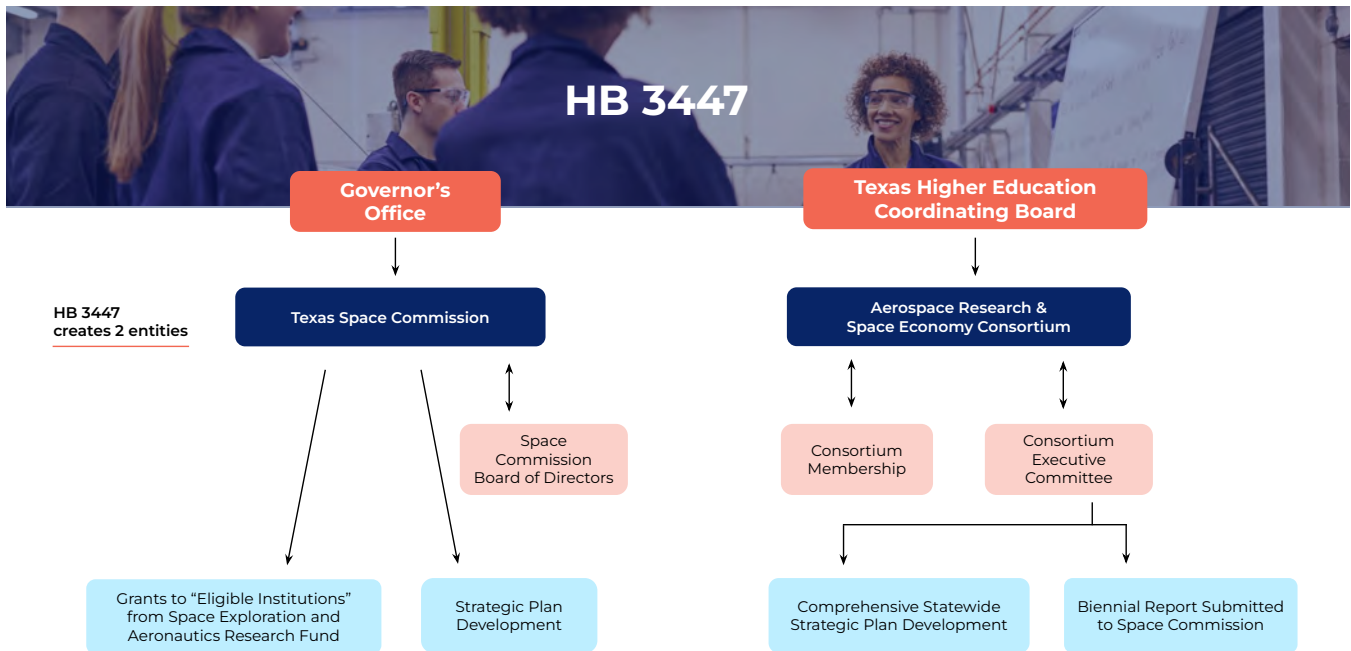 HB 3447
Governor’s
Office
Texas Higher Education
Coordinating Board
HB 3447
creates 2 entities
Texas Space Commission
Aerospace Research &
Space Economy Consortium
Space
Commission
Board of Directors
Consortium
Membership
Consortium
Executive
Committee
Grants to “Eligible Institutions”
from Space Exploration and
Aeronautics Research Fund
Strategic Plan
Development
Comprehensive Statewide
Strategic Plan Development
Biennial Report Submitted
to Space Commission